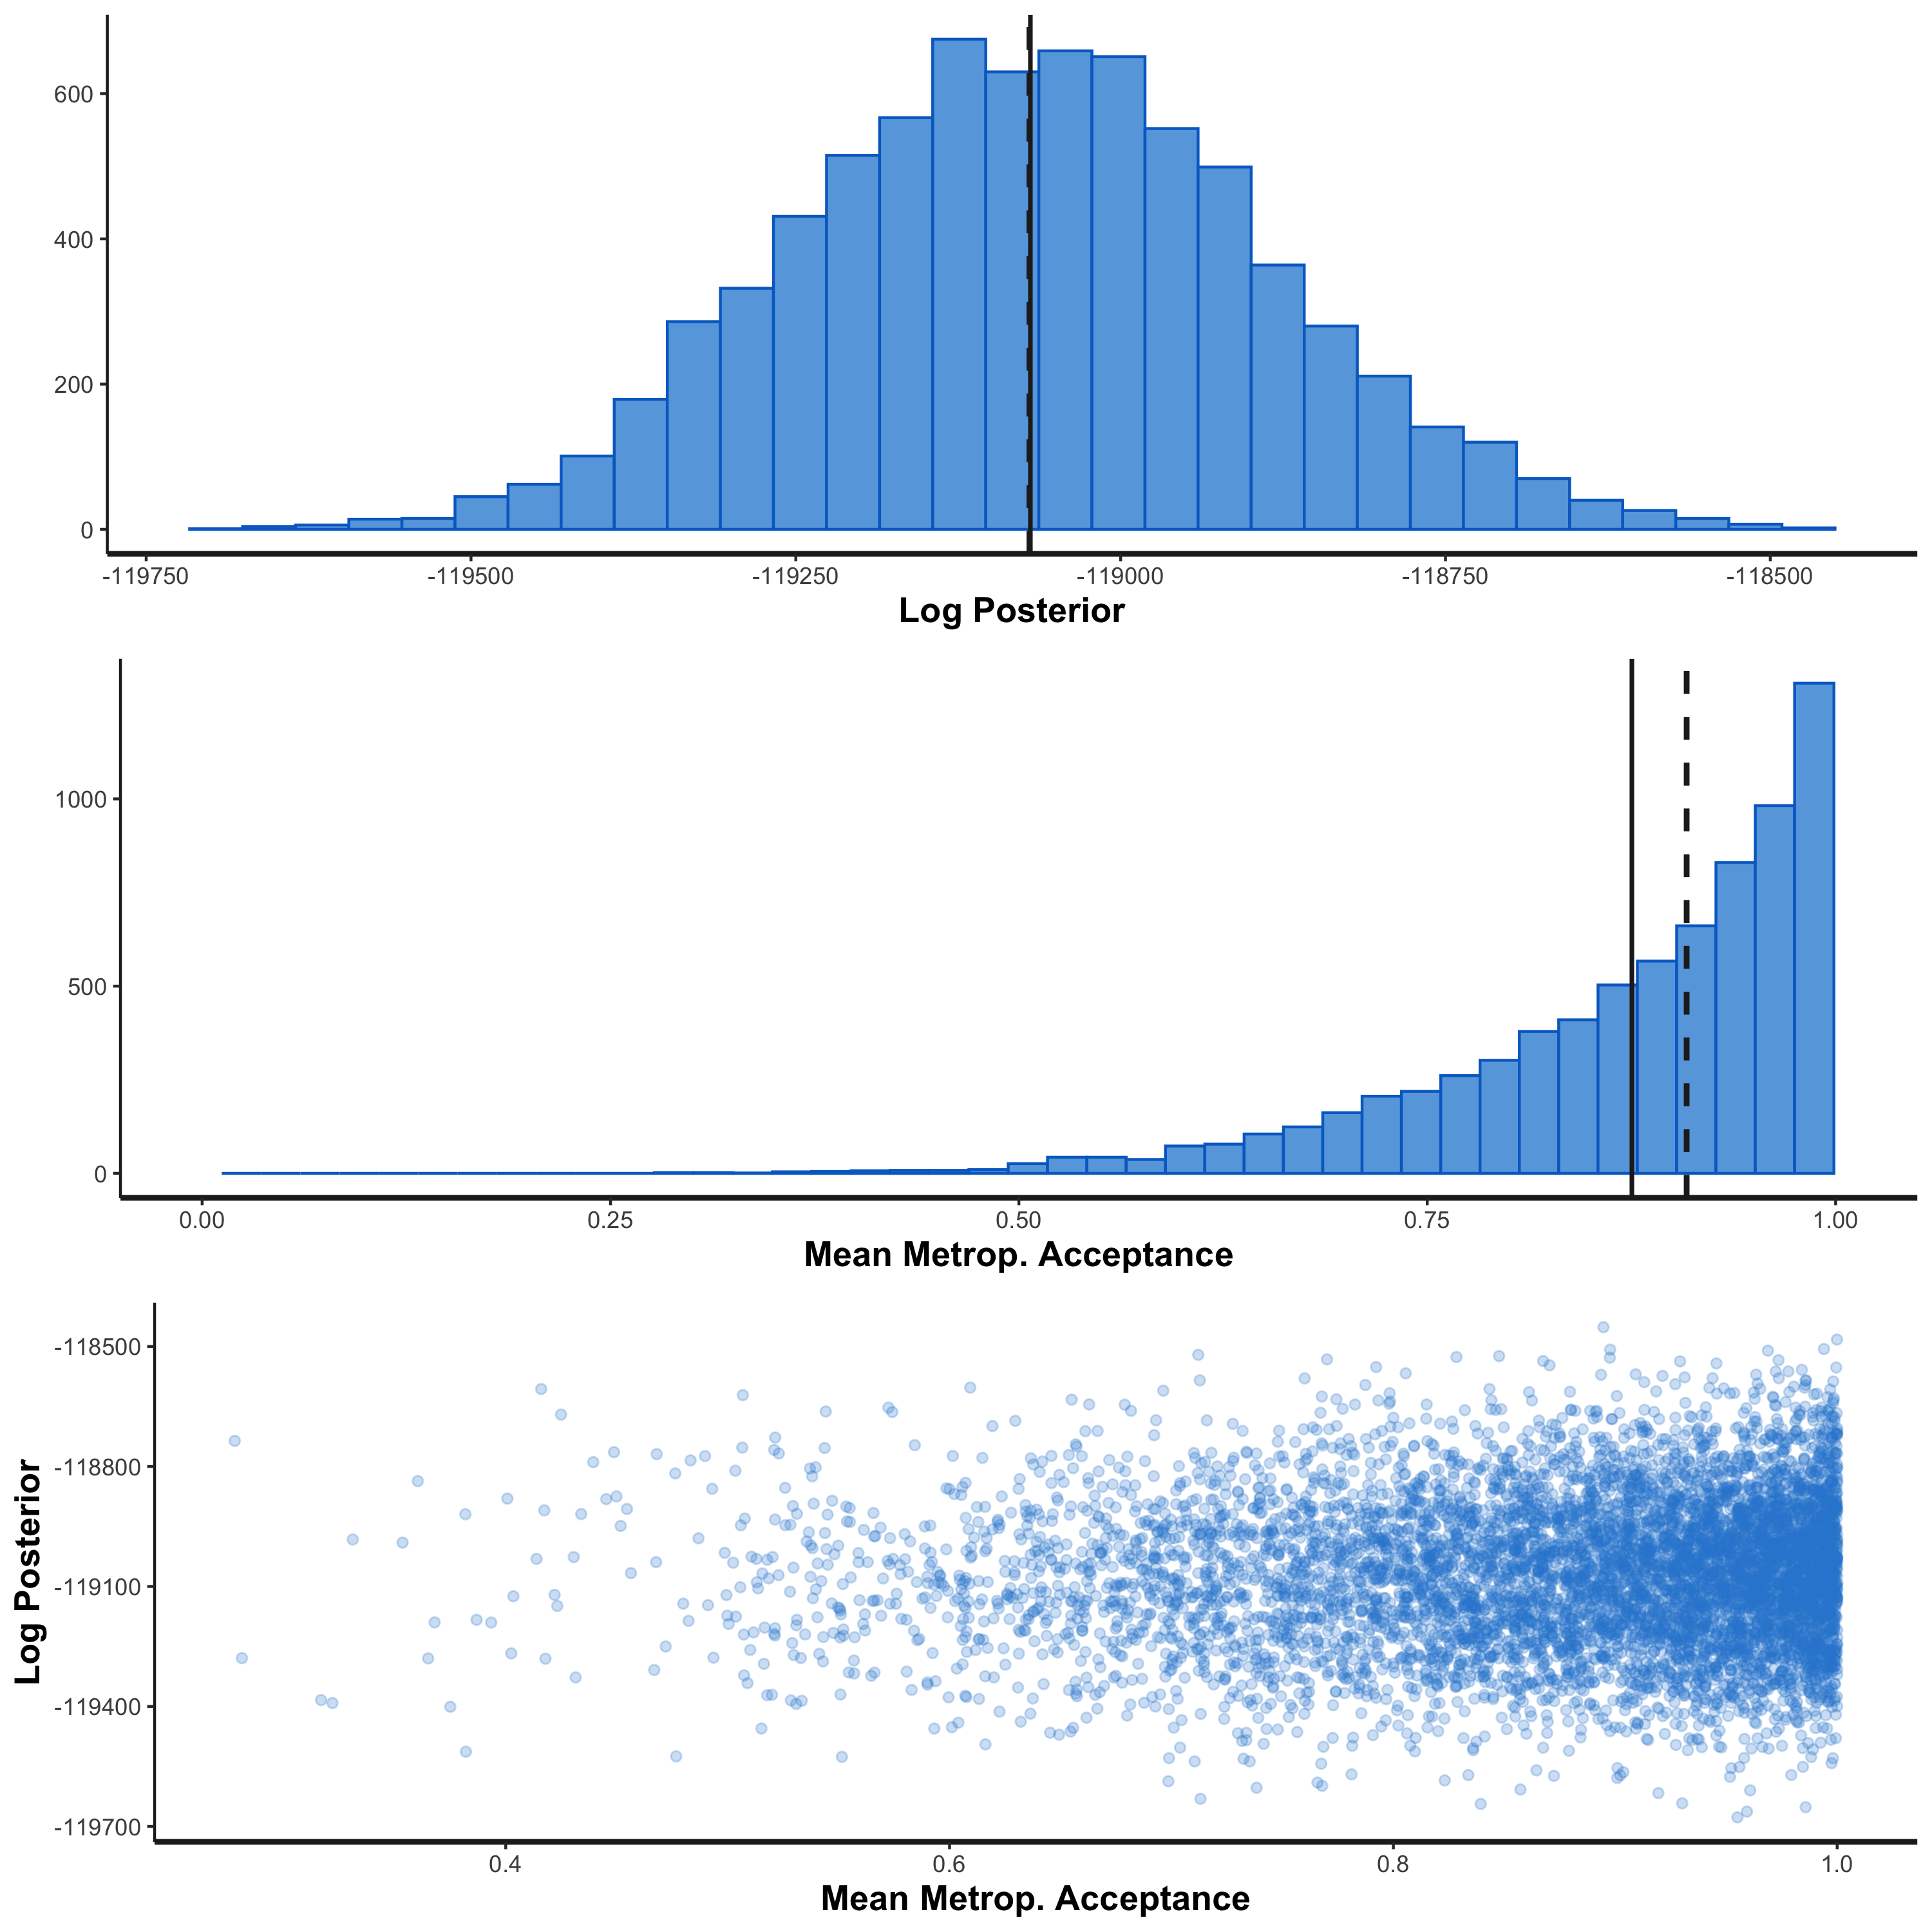 600
400
200
0
-119750 -119500 -119250 -119000 -118750 -118500
Log Posterior
1000
500
0
0.00 0.25 0.50 0.75 1.00
Mean Metrop. Acceptance
-118500
-118800
-119100
-119400
-119700
Log Posterior
0.4 0.6 0.8 1.0
Mean Metrop. Acceptance